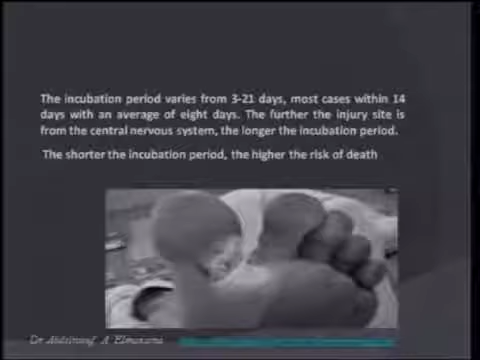 The incubation period varies from 3-21 days, most cases within 14
days with an average of eight days. The further the injury site is
from the central nervous system, the longer the incubation period.
The shorter the incubation period, the higher the risk of death
Dr
A